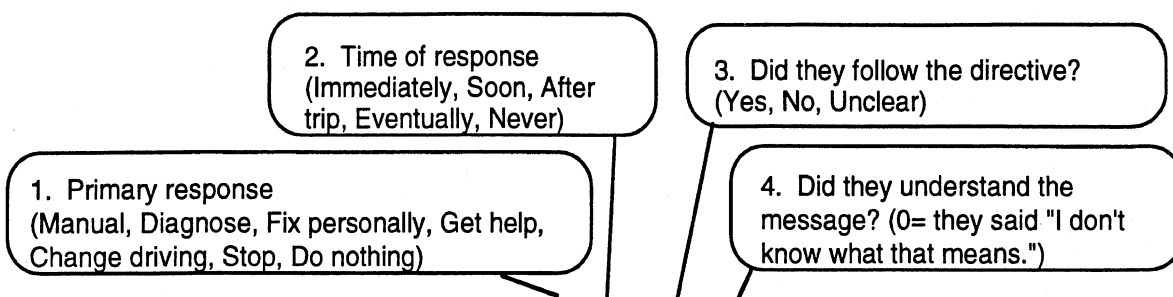 2. Time of response
(Immediately, Soon, After
trip, Eventually, Never)
3. Did they follow the directive?
(Yes, No, Unclear)
1. Primary response
(Manual, Diagnose, Fix personally, Get help,
Change driving, Stop, Do nothing)
4. Did they understand the
message? (0= they said "I don't
know what that means.")